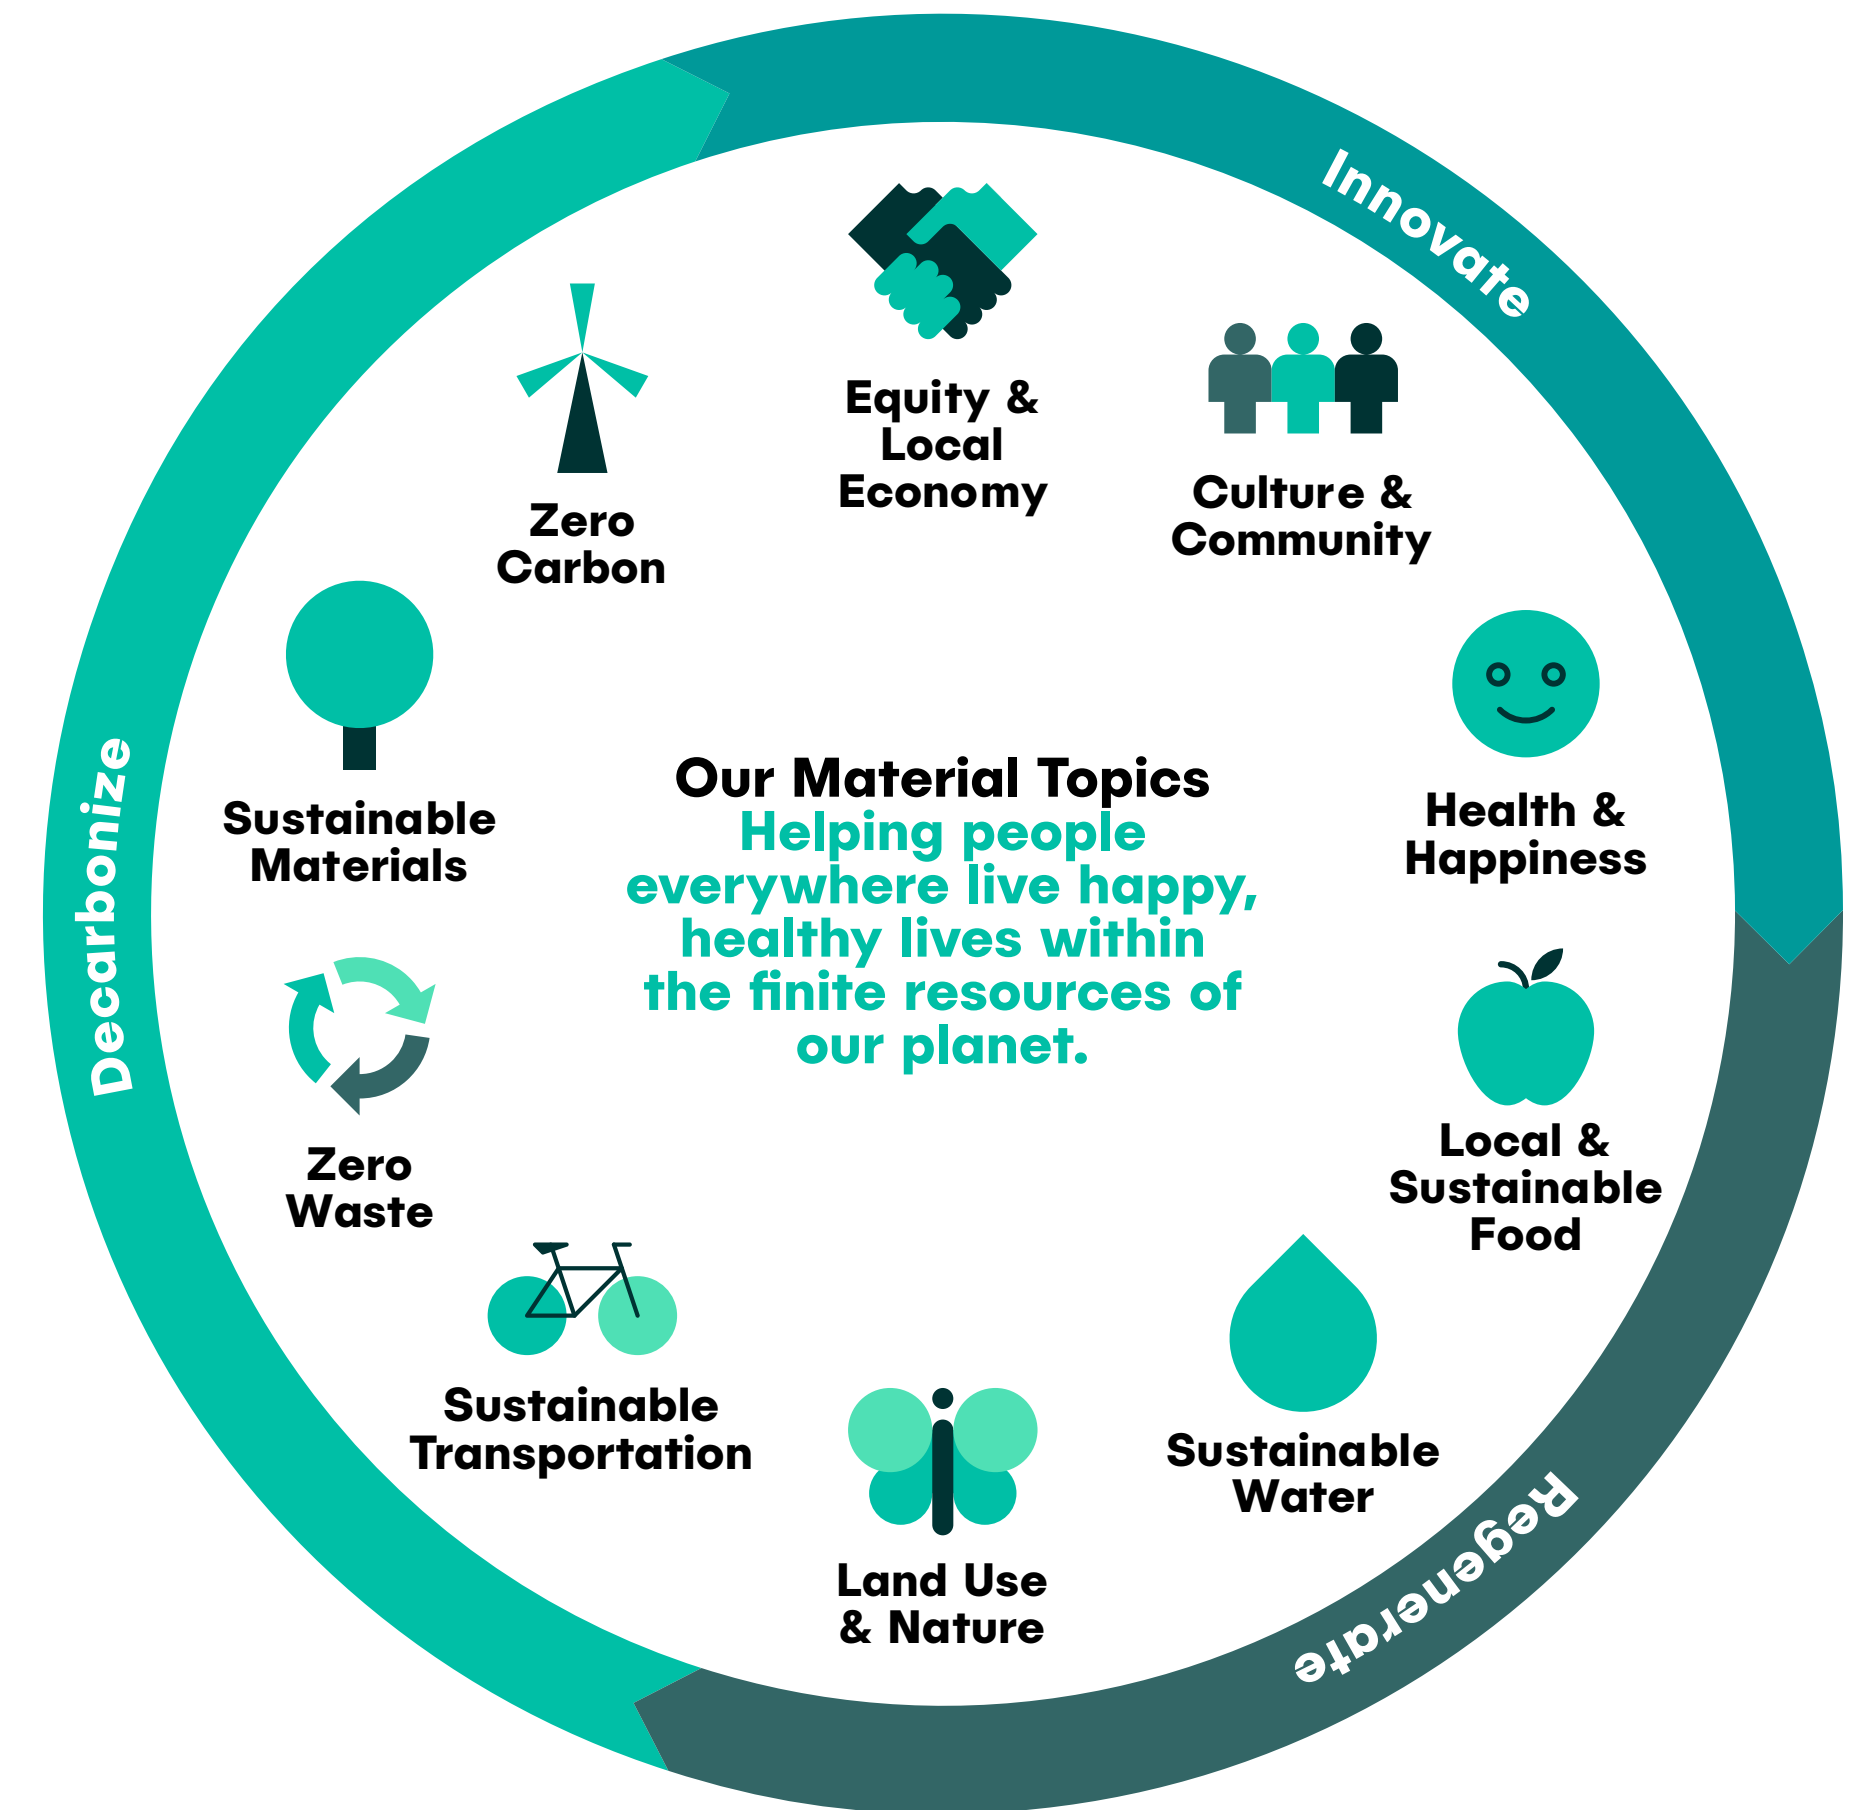 Innovate
Equity &
Local
Economy
Culture &
Community
Zero
Carbon
Health &
Happiness
Sustainable
Materials
Our Material Topics
Helping people
everywhere live happy,
healthy lives within
the finite resources of
our planet.
Decarbonize
Local &
Sustainable
Food
Zero
Waste
Sustainable
Water
Sustainable
Transportation
Land Use
& Nature
Regenerate